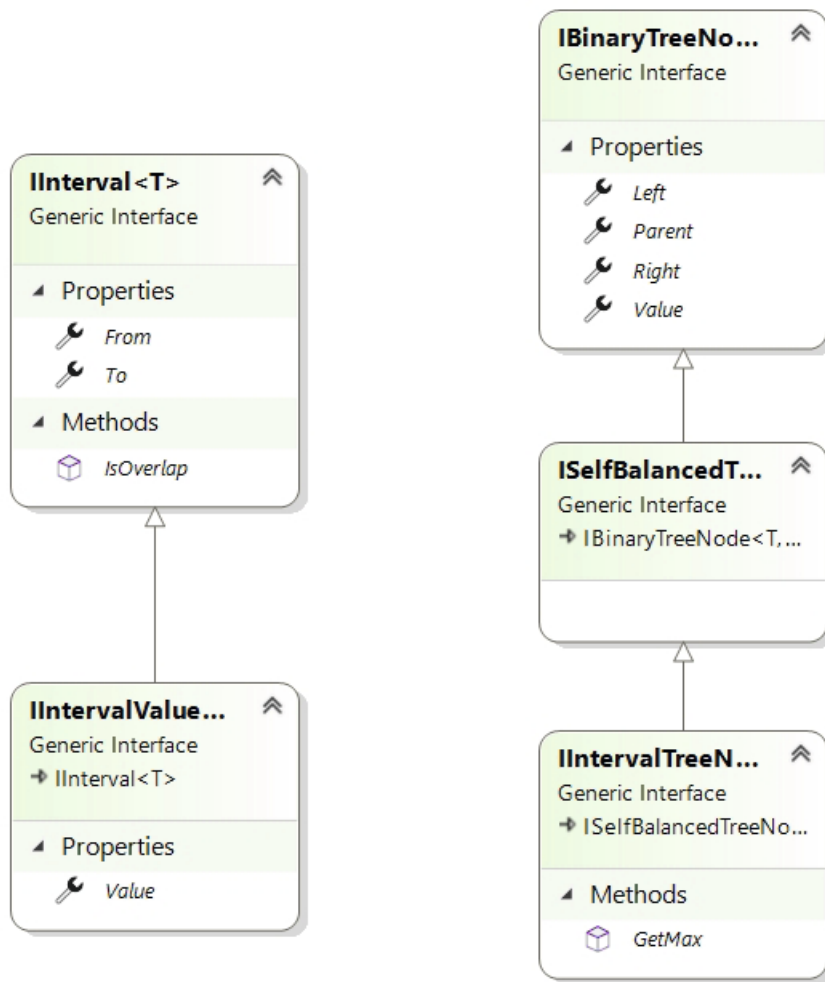 IInterval<T>
Generic Interface
Properties
From
To
Methods
IsOverlap
IIntervalValue...
Generic Interface
IInterval<T>
Properties
Value
IBinaryTreeNo...
Generic Interface
Properties
Left
Parent
Right
Value
ISelfBalancedT...
Generic Interface
IBinaryTreeNode<T,...
IIntervalTreeN...
Generic Interface
ISelfBalancedTreeNo...
Methods
GetMax